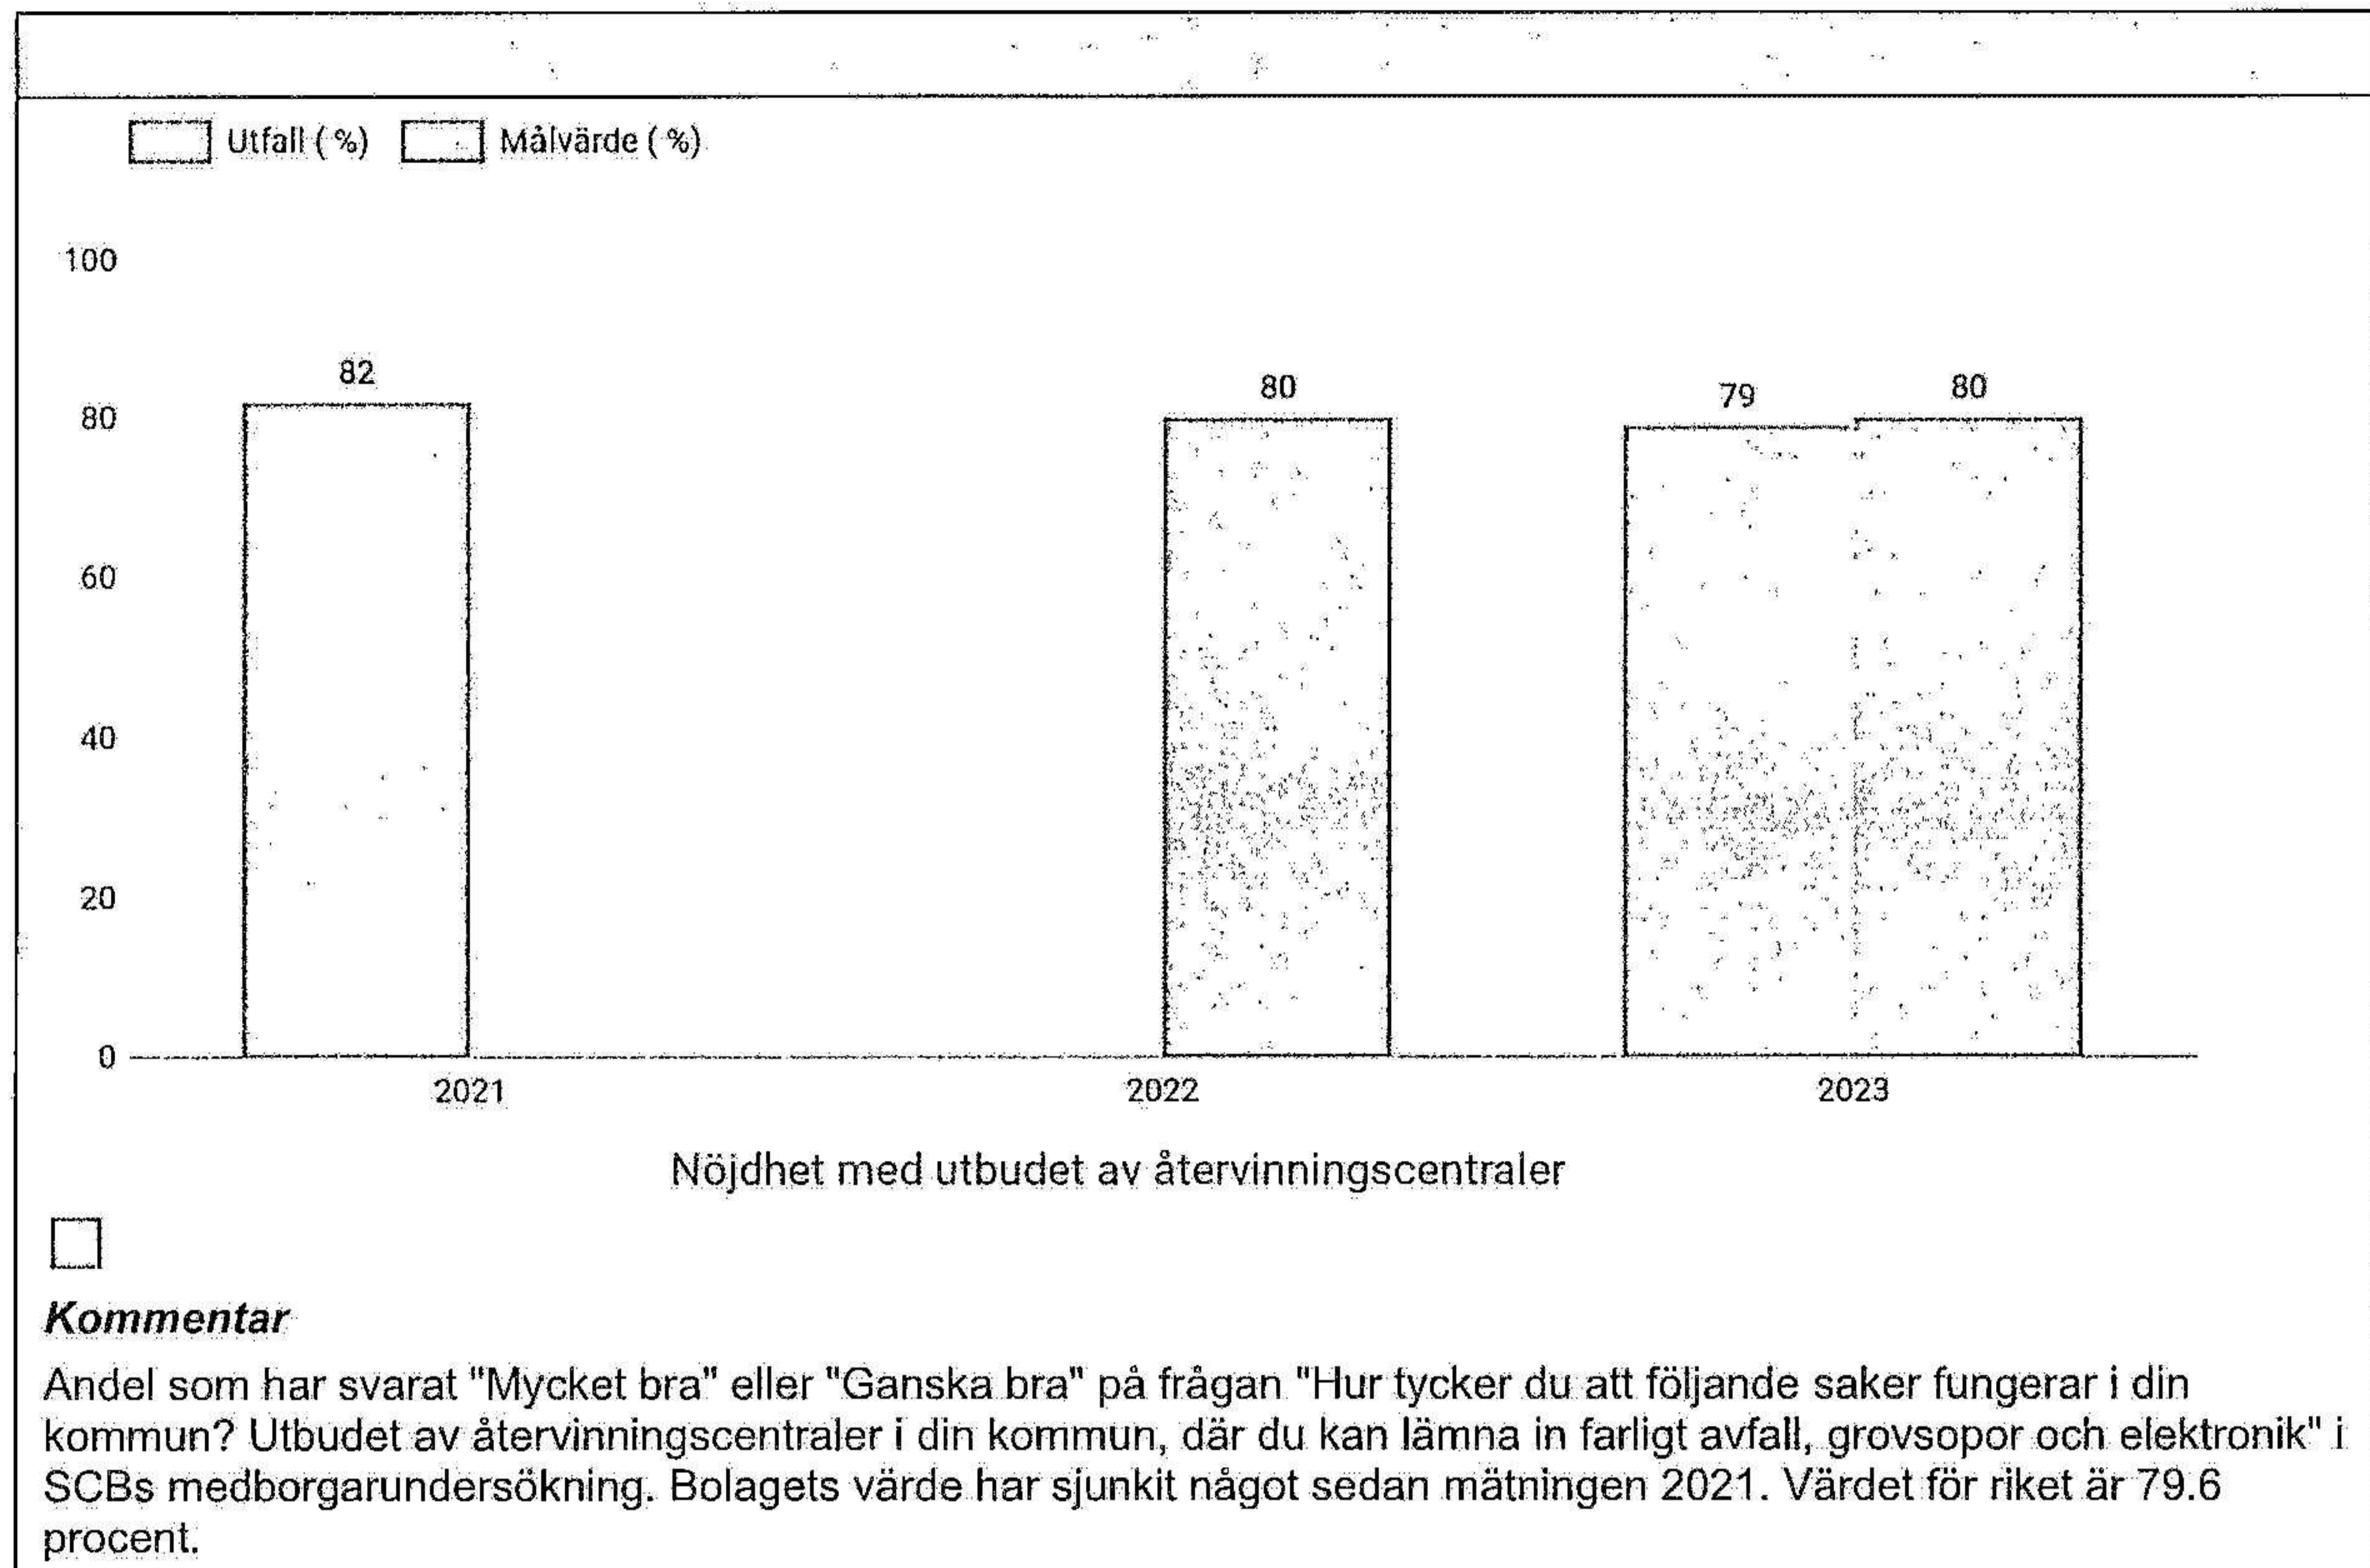 Utfall ( %) Målvärde ( %)
100
82
80
79
80
80
60
40
20
0
2021 2022 2023
Nöjdhet med utbudet av återvinningscentraler
Kommentar
Andel som har svarat "Mycket bra" eller "Ganska bra" på frågan "Hur tycker du att följande saker fungerar i din
kommun? Utbudet av återvinningscentraler i din kommun, där du kan lämna in farligt avfall, grovsopor och elektronik" i
SCBs medborgarundersökning. Bolagets värde har sjunkit något sedan mätningen 2021. Värdet för riket är 79.6
procent.